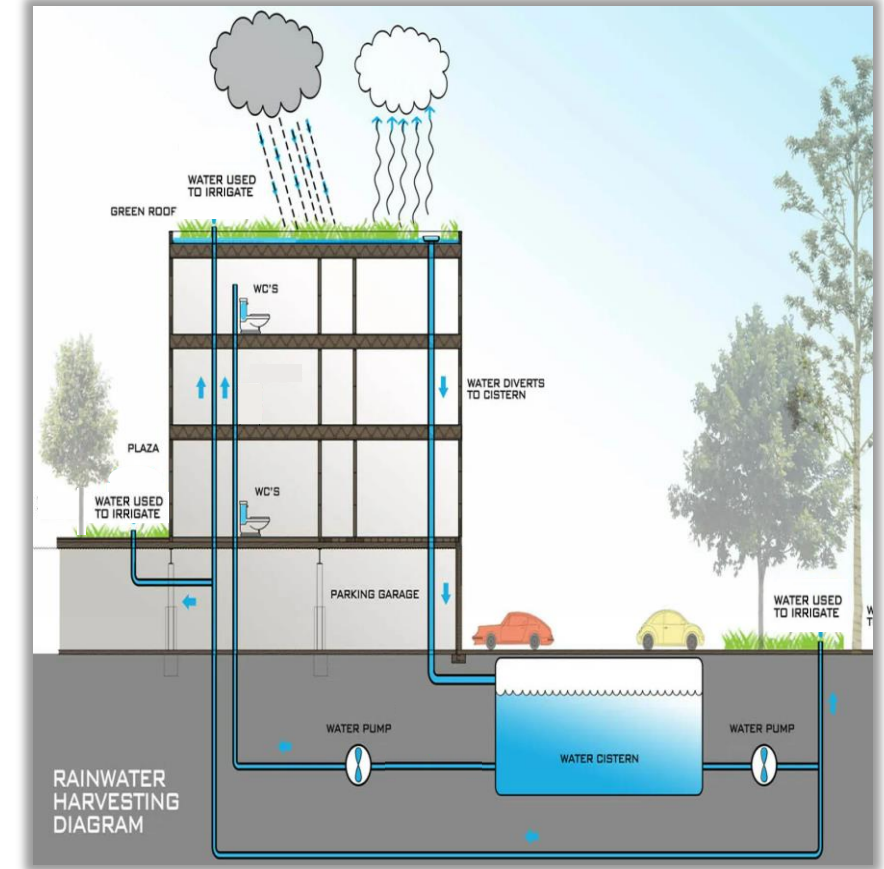 WATER USED
TO IRRIGATE
GREEN ROOF
WC'S
WATER DIVERTS
TO CISTERN
PLAZA
WC'S
WATER USED
TO IRRIGATE
PARKING GARAGE
WATER USED
TO IRRIGATE
WATER PUMP
WATER PUMP
WATER CISTERN
RAINWATER
HARVESTING
DIAGRAM